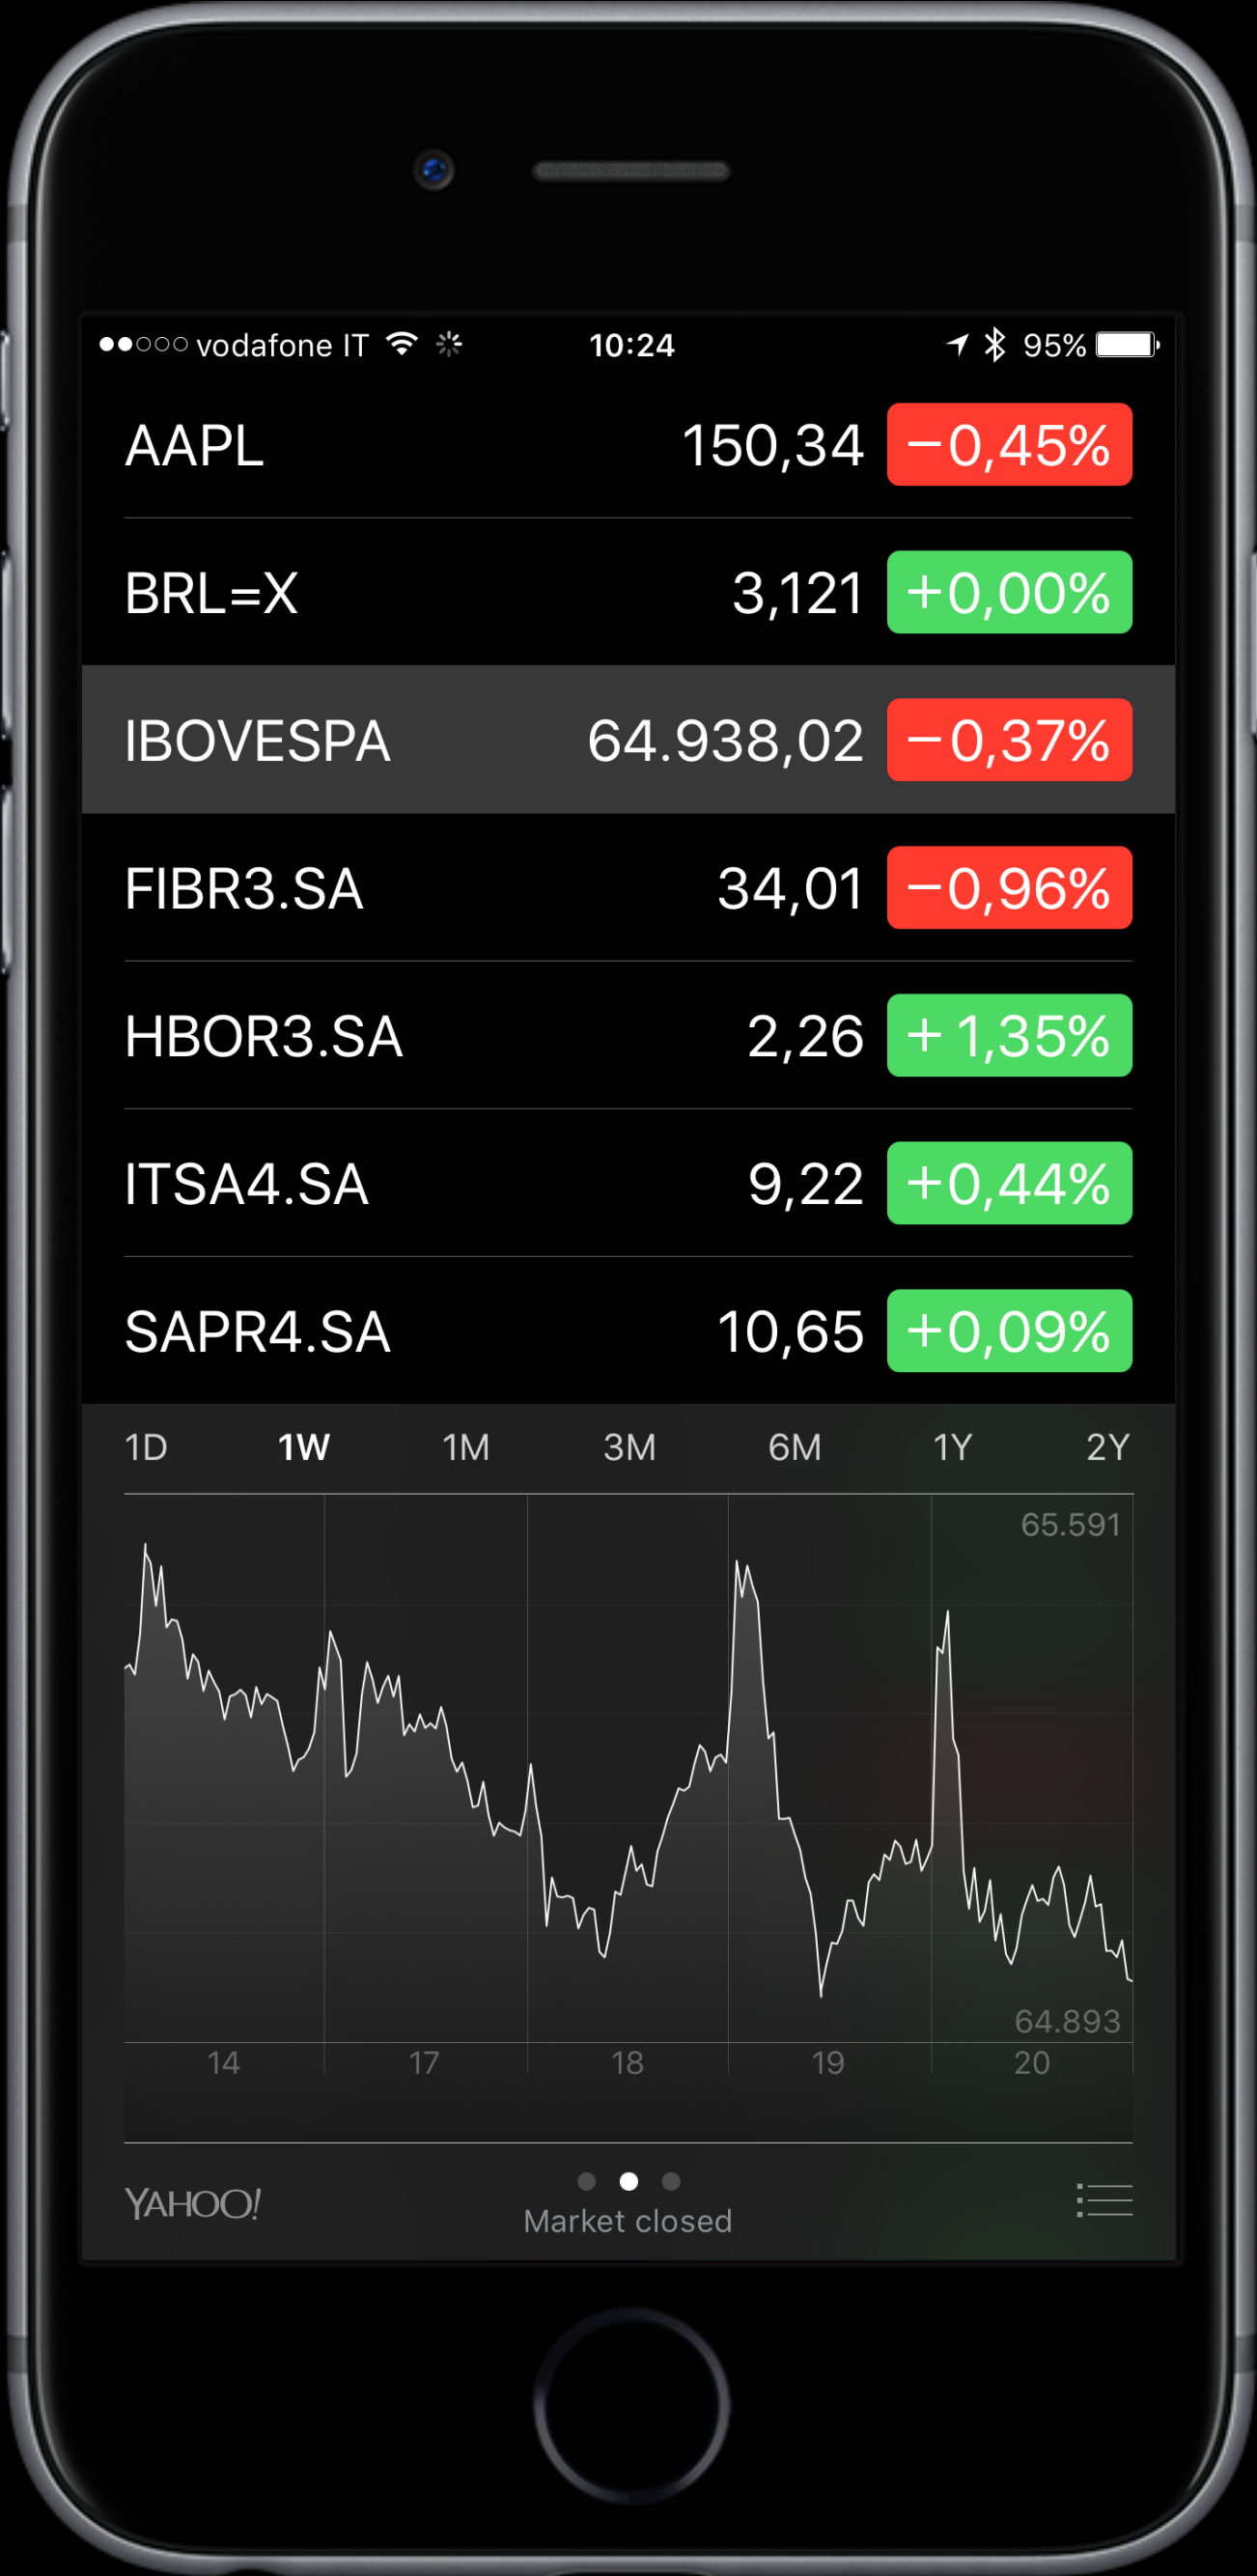 vodafone IT 10:24 95%
AAPL 150,34 −0,45%
BRL=X 3,121 +0,00%
IBOVESPA 64.938,02 −0,37%
FIBR3.SA 34,01 −0,96%
HBOR3.SA 2,26 +1,35%
ITSA4.SA 9,22 +0,44%
SAPR4.SA 10,65 +0,09%
1D 1W 1M 3M 6M 1Y 2Y
65.591
64.893
14 17 18 19 20
YAHOO!
Market closed